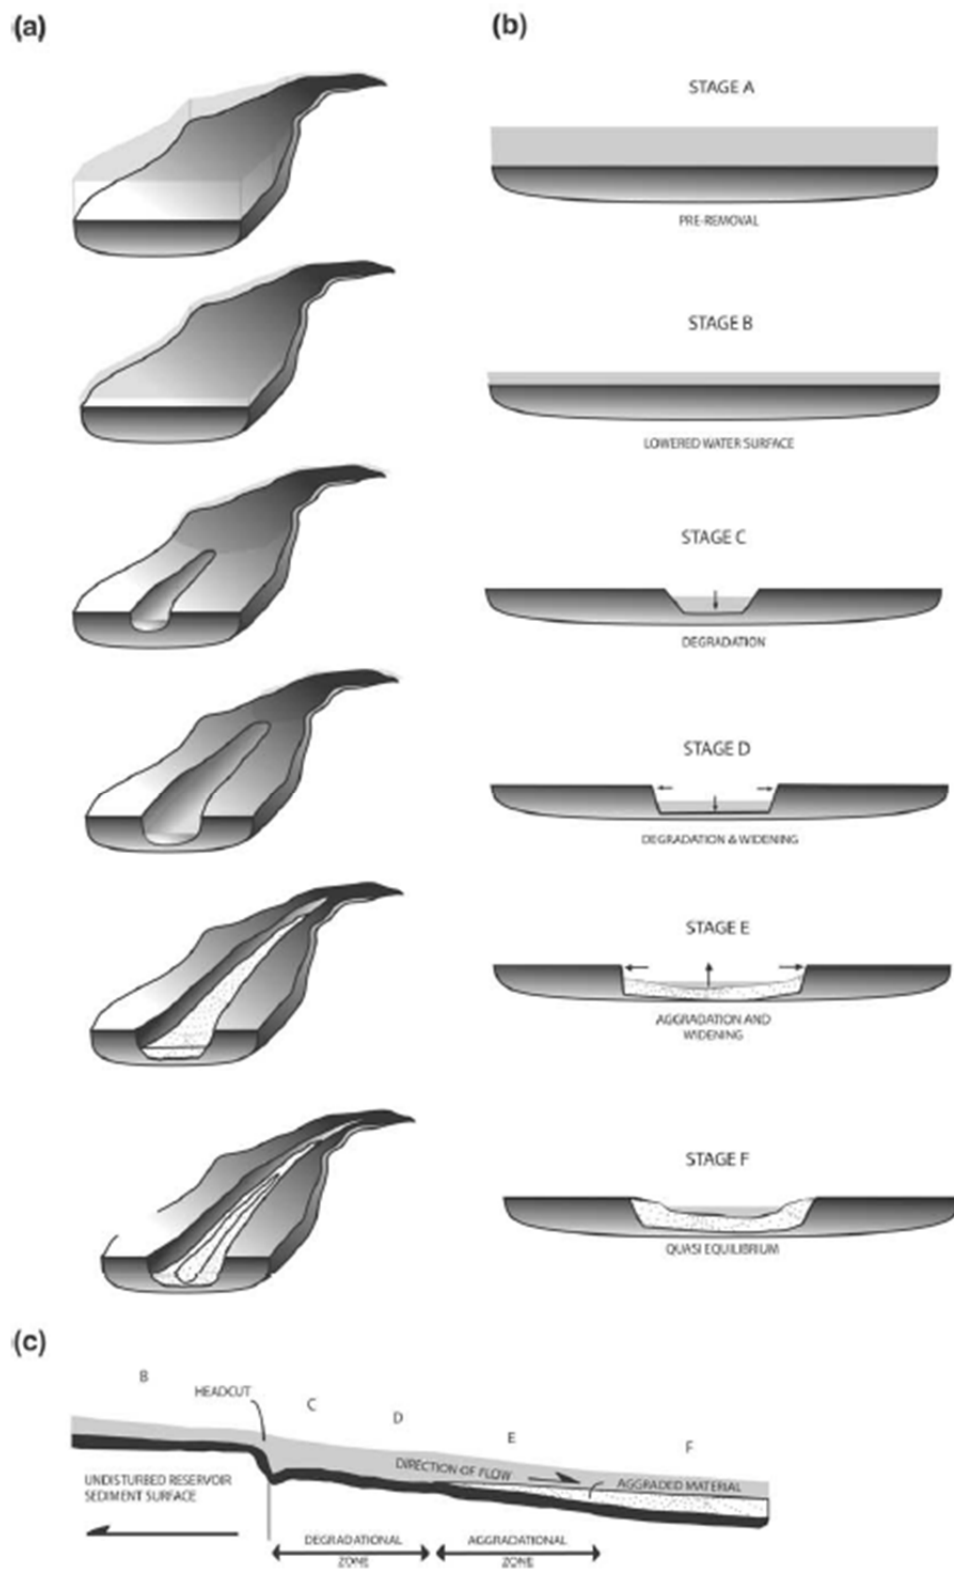 (a)
(b)
STAGE A
PRE-REMOVAL
STAGE B
LOWERED WATER SURFACE
STAGE C
DEGRADATION
STAGE D
DEGRADATION & WIDENING
STAGE E
AGGRADATION AND
WIDENING
STAGE F
QUASI EQUILIBRIUM
(c)
B
HEADCUT
C
D
E
F
DIRECTION OF FLOW
AGGRADED MATERIAL
UNDISTURBED RESERVOIR
SEDIMENT SURFACE
DEGRADATIONAL
ZONE
AGGRADATIONAL
ZONE